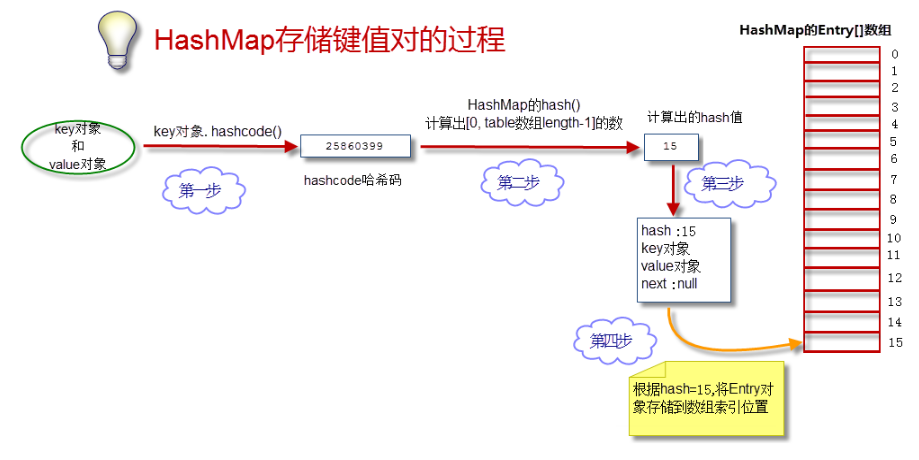 HashMap存储键值对的过程
HashMap的Entry[]数组
key对象
和
value对象
key对象. hashcode()
第一步
25860399
hashcode哈希码
HashMap的hash()
计算出[0, table数组length-1]的数
第二步
计算出的hash值
15
第三步
hash :15
key对象
value对象
next :null
第四步
根据hash=15,将Entry对
象存储到数组索引位置
0
1
2
3
4
5
6
7
8
9
10
11
12
13
14
15